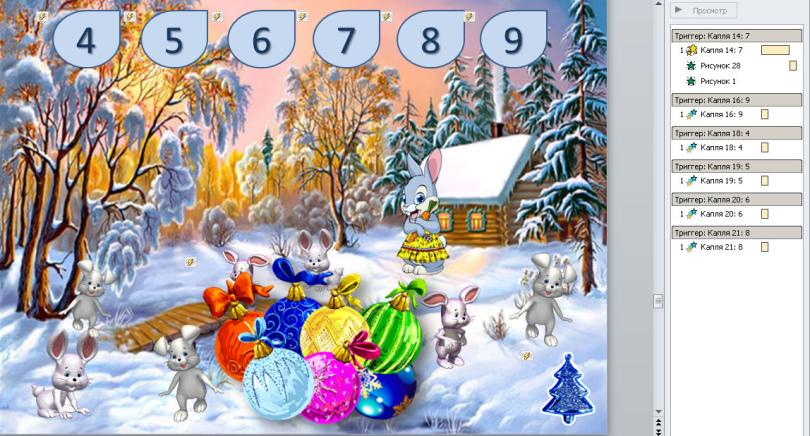 4 5 6 7 8 9
Просмотр
Триггер: Капля 14: 7
1 Капля 14: 7
Рисунок 28
Рисунок 1
Триггер: Капля 16: 9
1 Капля 16: 9
Триггер: Капля 18: 4
1 Капля 18: 4
Триггер: Капля 19: 5
1 Капля 19: 5
Триггер: Капля 20: 6
1 Капля 20: 6
Триггер: Капля 21: 8
1 Капля 21: 8